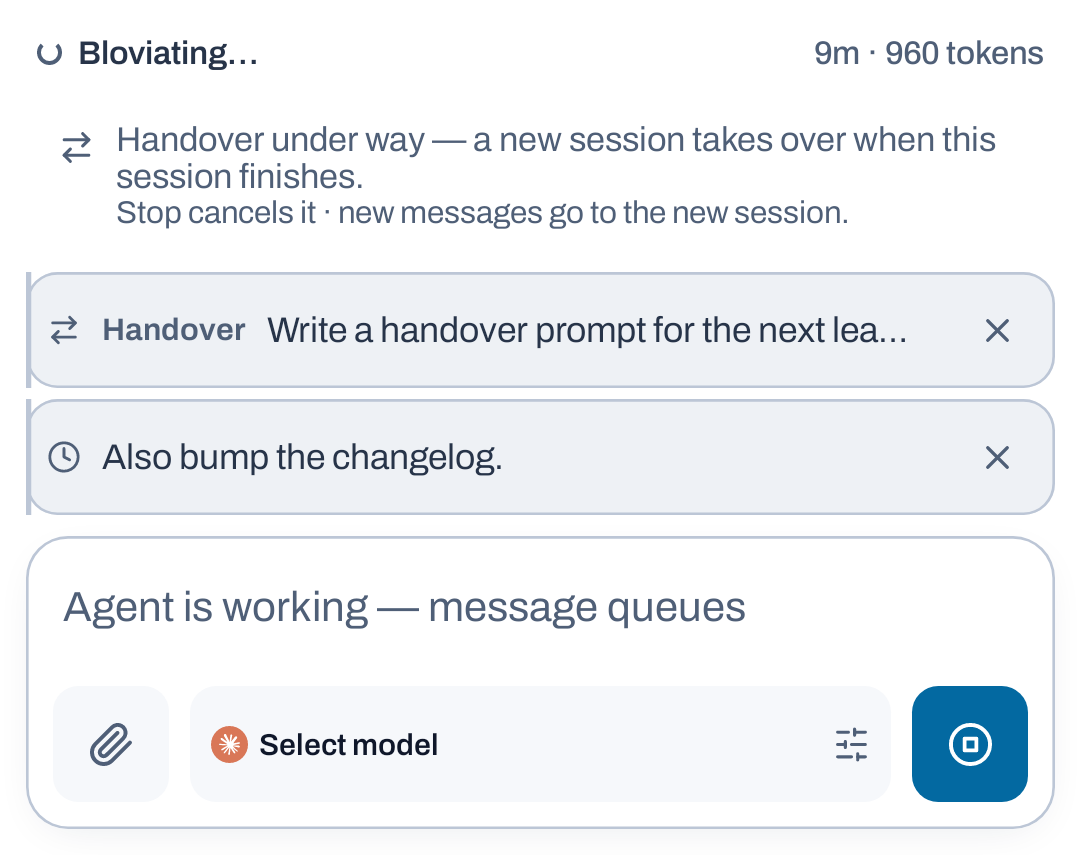 Bloviating...
9m · 960 tokens
Handover under way — a new session takes over when this
session finishes.
Stop cancels it · new messages go to the new session.
Handover Write a handover prompt for the next lea...
Also bump the changelog.
Agent is working — message queues
Select model